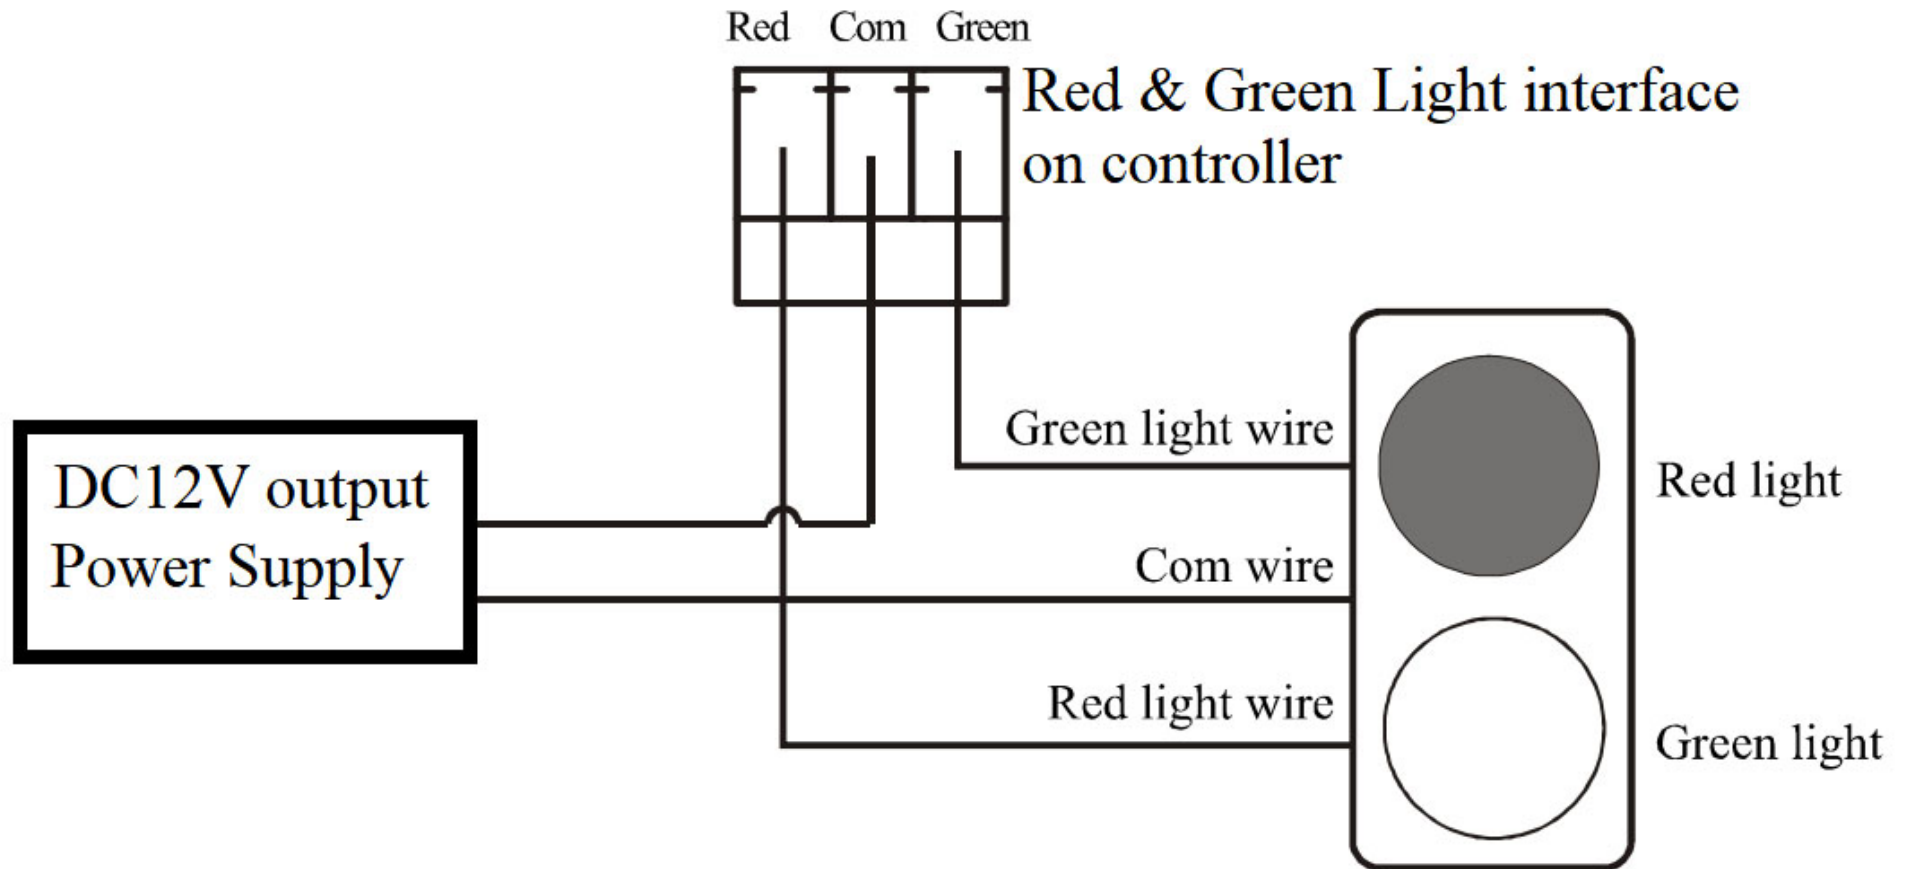 Red Com Green
Red & Green Light interface
on controller
Green light wire
DC12V output
Power Supply
Red light
Com wire
Red light wire
Green light